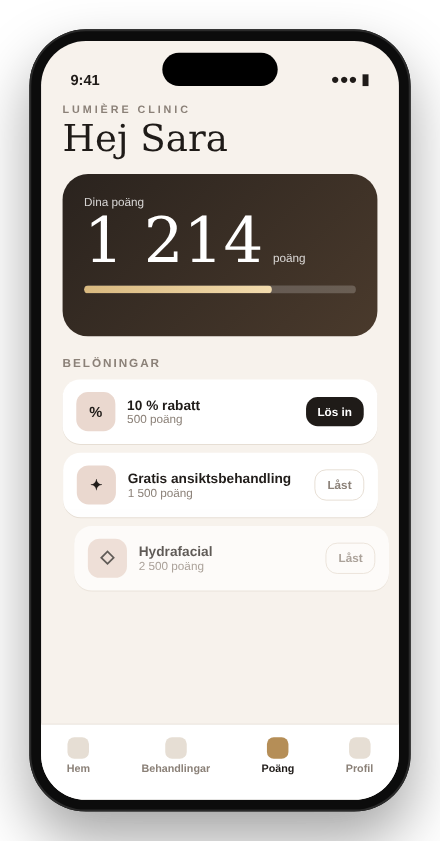 9:41
LUMIÈRE CLINIC
Hej Sara
Dina poäng
1 214 poäng
BELÖNINGAR
%
10 % rabatt
500 poäng
Lös in
Gratis ansiktsbehandling
1 500 poäng
Låst
Hydrafacial
2 500 poäng
Låst
Hem
Behandlingar
Poäng
Profil